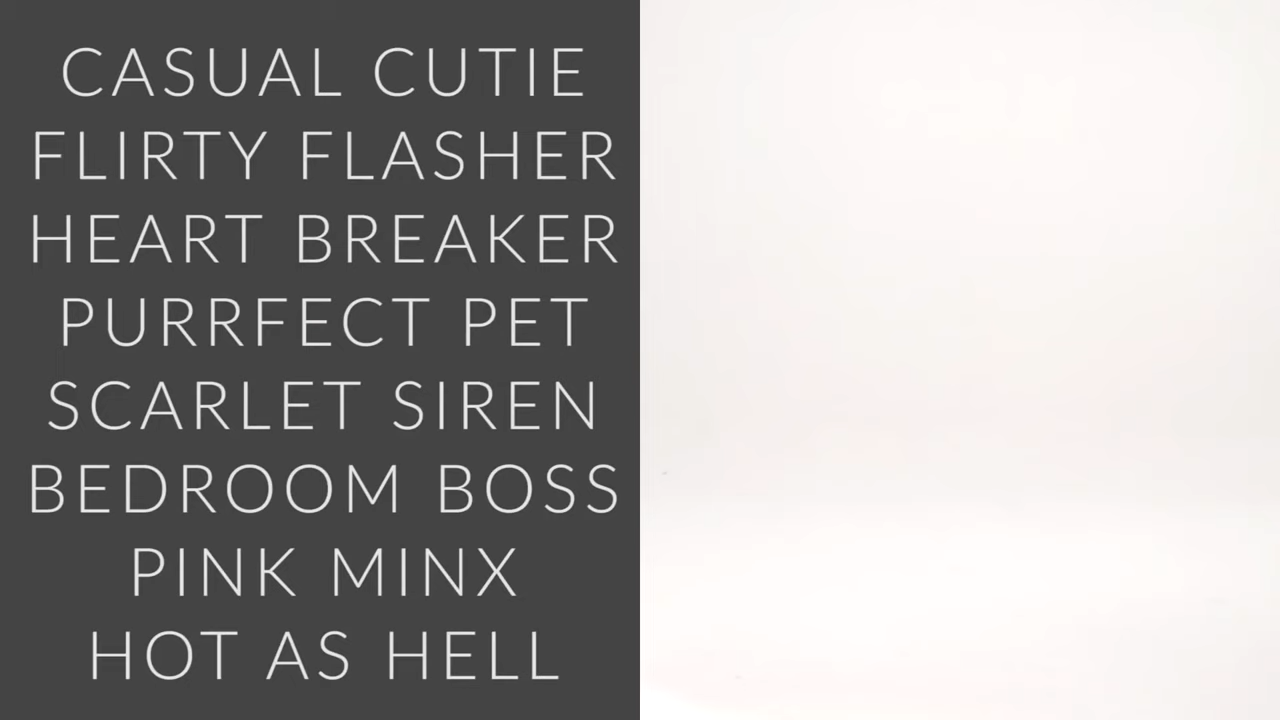 CASUAL CUTIE
FLIRTY FLASHER
HEART BREAKER
PURRFECT PET
SCARLET SIREN
BEDROOM BOSS
PINK MINX
HOT AS HELL